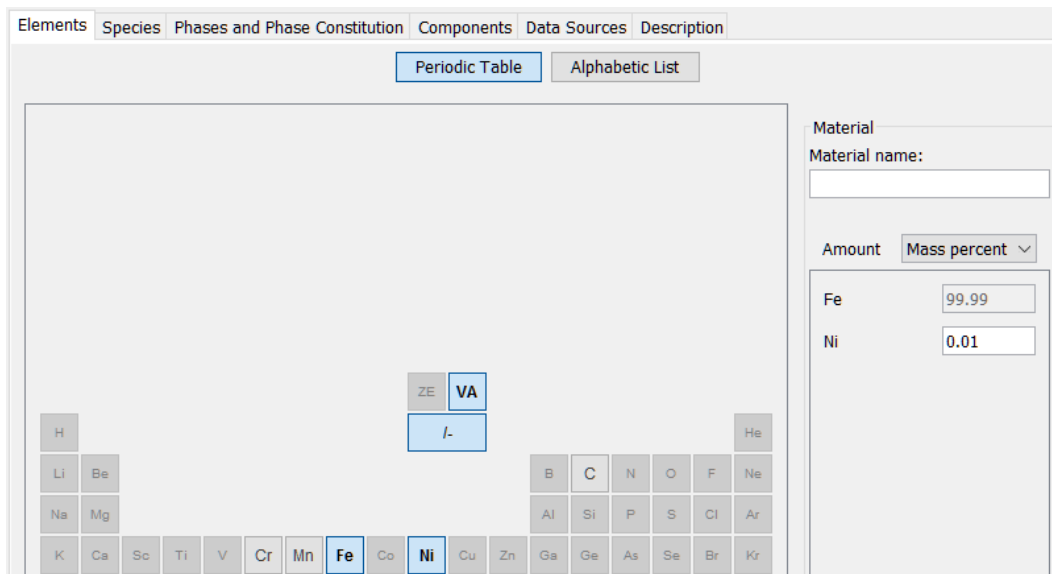 Elements Species Phases and Phase Constitution Components Data Sources Description
Periodic Table Alphabetic List
Material
Material name:
Amount Mass percent
Fe 99.99
Ni 0.01
ZE VA
H /- He
Li Be B C N O F Ne
Na Mg Al Si P S Cl Ar
K Ca Sc Ti V Cr Mn Fe Co Ni Cu Zn Ga Ge As Se Br Kr